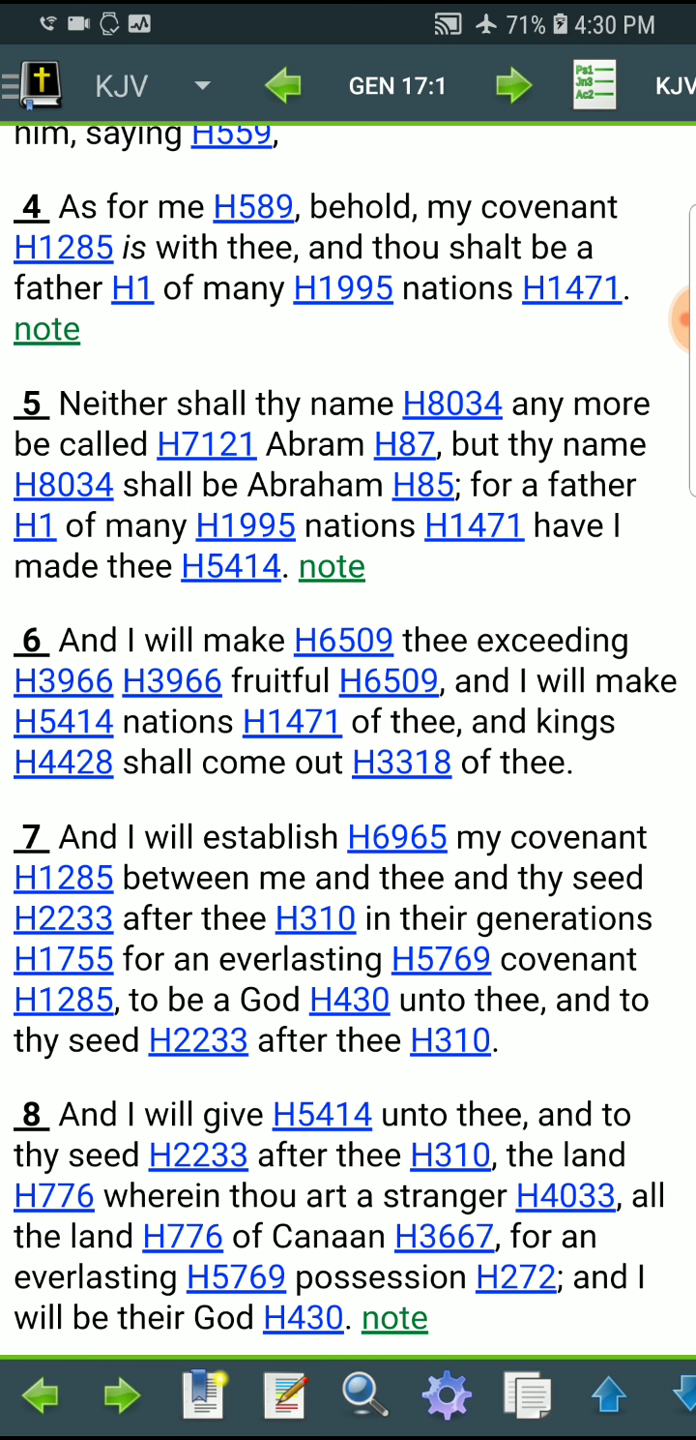 71% 4:30 PM
KJV GEN 17:1 Ps1 Jn3 Ac2 KJV
him, saying H559,
4 As for me H589, behold, my covenant
H1285 is with thee, and thou shalt be a
father H1 of many H1995 nations H1471.
note
5 Neither shall thy name H8034 any more
be called H7121 Abram H87, but thy name
H8034 shall be Abraham H85; for a father
H1 of many H1995 nations H1471 have I
made thee H5414. note
6 And I will make H6509 thee exceeding
H3966 H3966 fruitful H6509, and I will make
H5414 nations H1471 of thee, and kings
H4428 shall come out H3318 of thee.
7 And I will establish H6965 my covenant
H1285 between me and thee and thy seed
H2233 after thee H310 in their generations
H1755 for an everlasting H5769 covenant
H1285, to be a God H430 unto thee, and to
thy seed H2233 after thee H310.
8 And I will give H5414 unto thee, and to
thy seed H2233 after thee H310, the land
H776 wherein thou art a stranger H4033, all
the land H776 of Canaan H3667, for an
everlasting H5769 possession H272; and I
will be their God H430. note